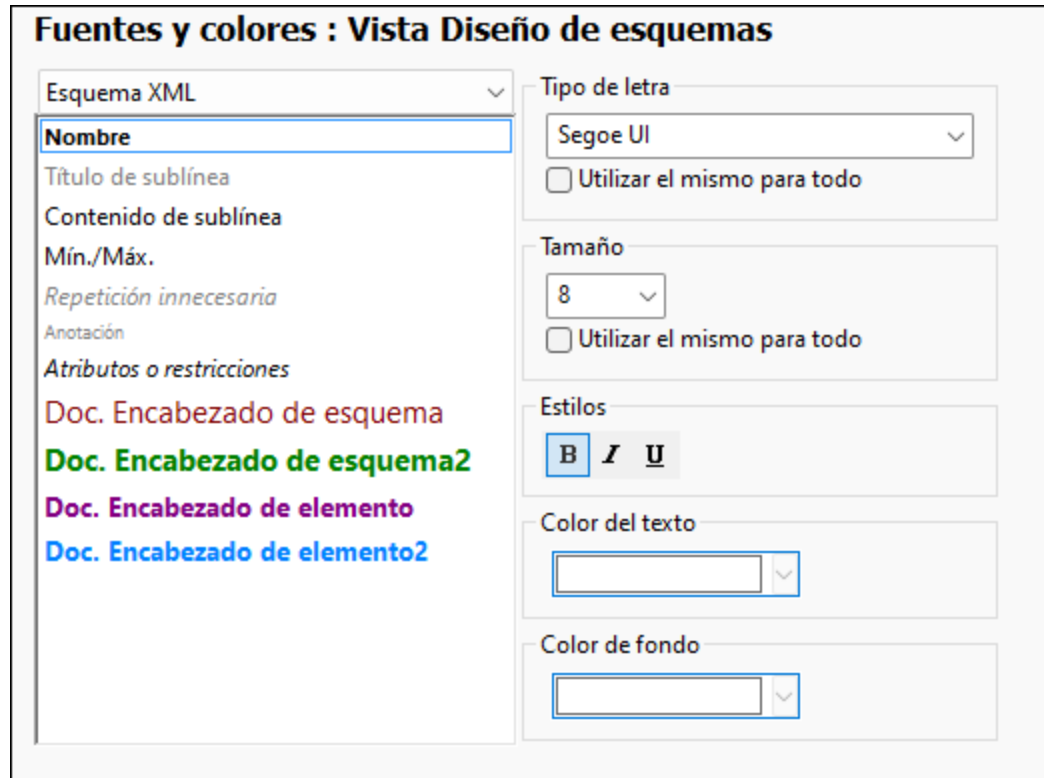 Fuentes y colores : Vista Diseño de esquemas
Esquema XML
Nombre
Título de sublínea
Contenido de sublínea
Mín./Máx.
Repetición innecesaria
Anotación
Atributos o restricciones
Doc. Encabezado de esquema
Doc. Encabezado de esquema2
Doc. Encabezado de elemento
Doc. Encabezado de elemento2
Tipo de letra
Segoe UI
Utilizar el mismo para todo
Tamaño
8
Utilizar el mismo para todo
Estilos
B I U
Color del texto
Color de fondo